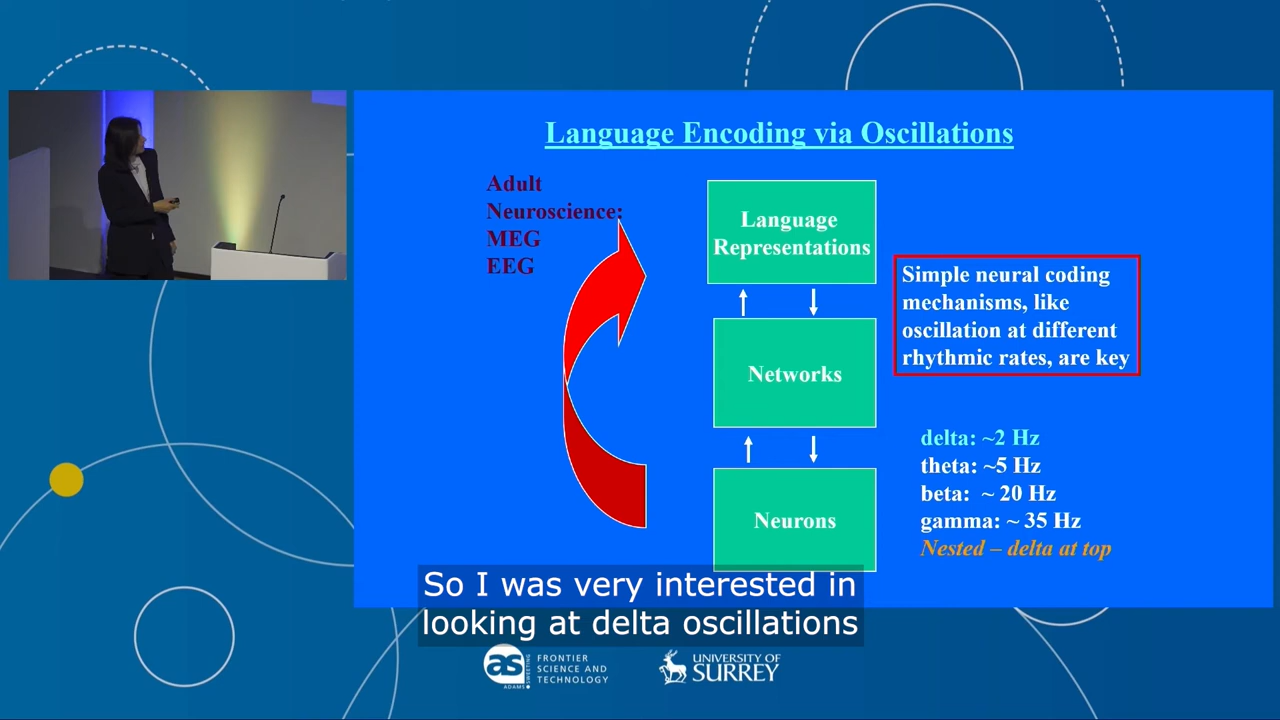 Language Encoding via Oscillations
Adult
Neuroscience:
MEG
EEG
Language
Representations
Simple neural coding
mechanisms, like
oscillation at different
rhythmic rates, are key
Networks
delta: ~2 Hz
theta: ~5 Hz
beta: ~ 20 Hz
gamma: ~ 35 Hz
Nested – delta at top
Neurons
So I was very interested in
looking at delta oscillations
as
ADAMS SWEETING
FRONTIER
SCIENCE AND
TECHNOLOGY
UNIVERSITY OF
SURREY